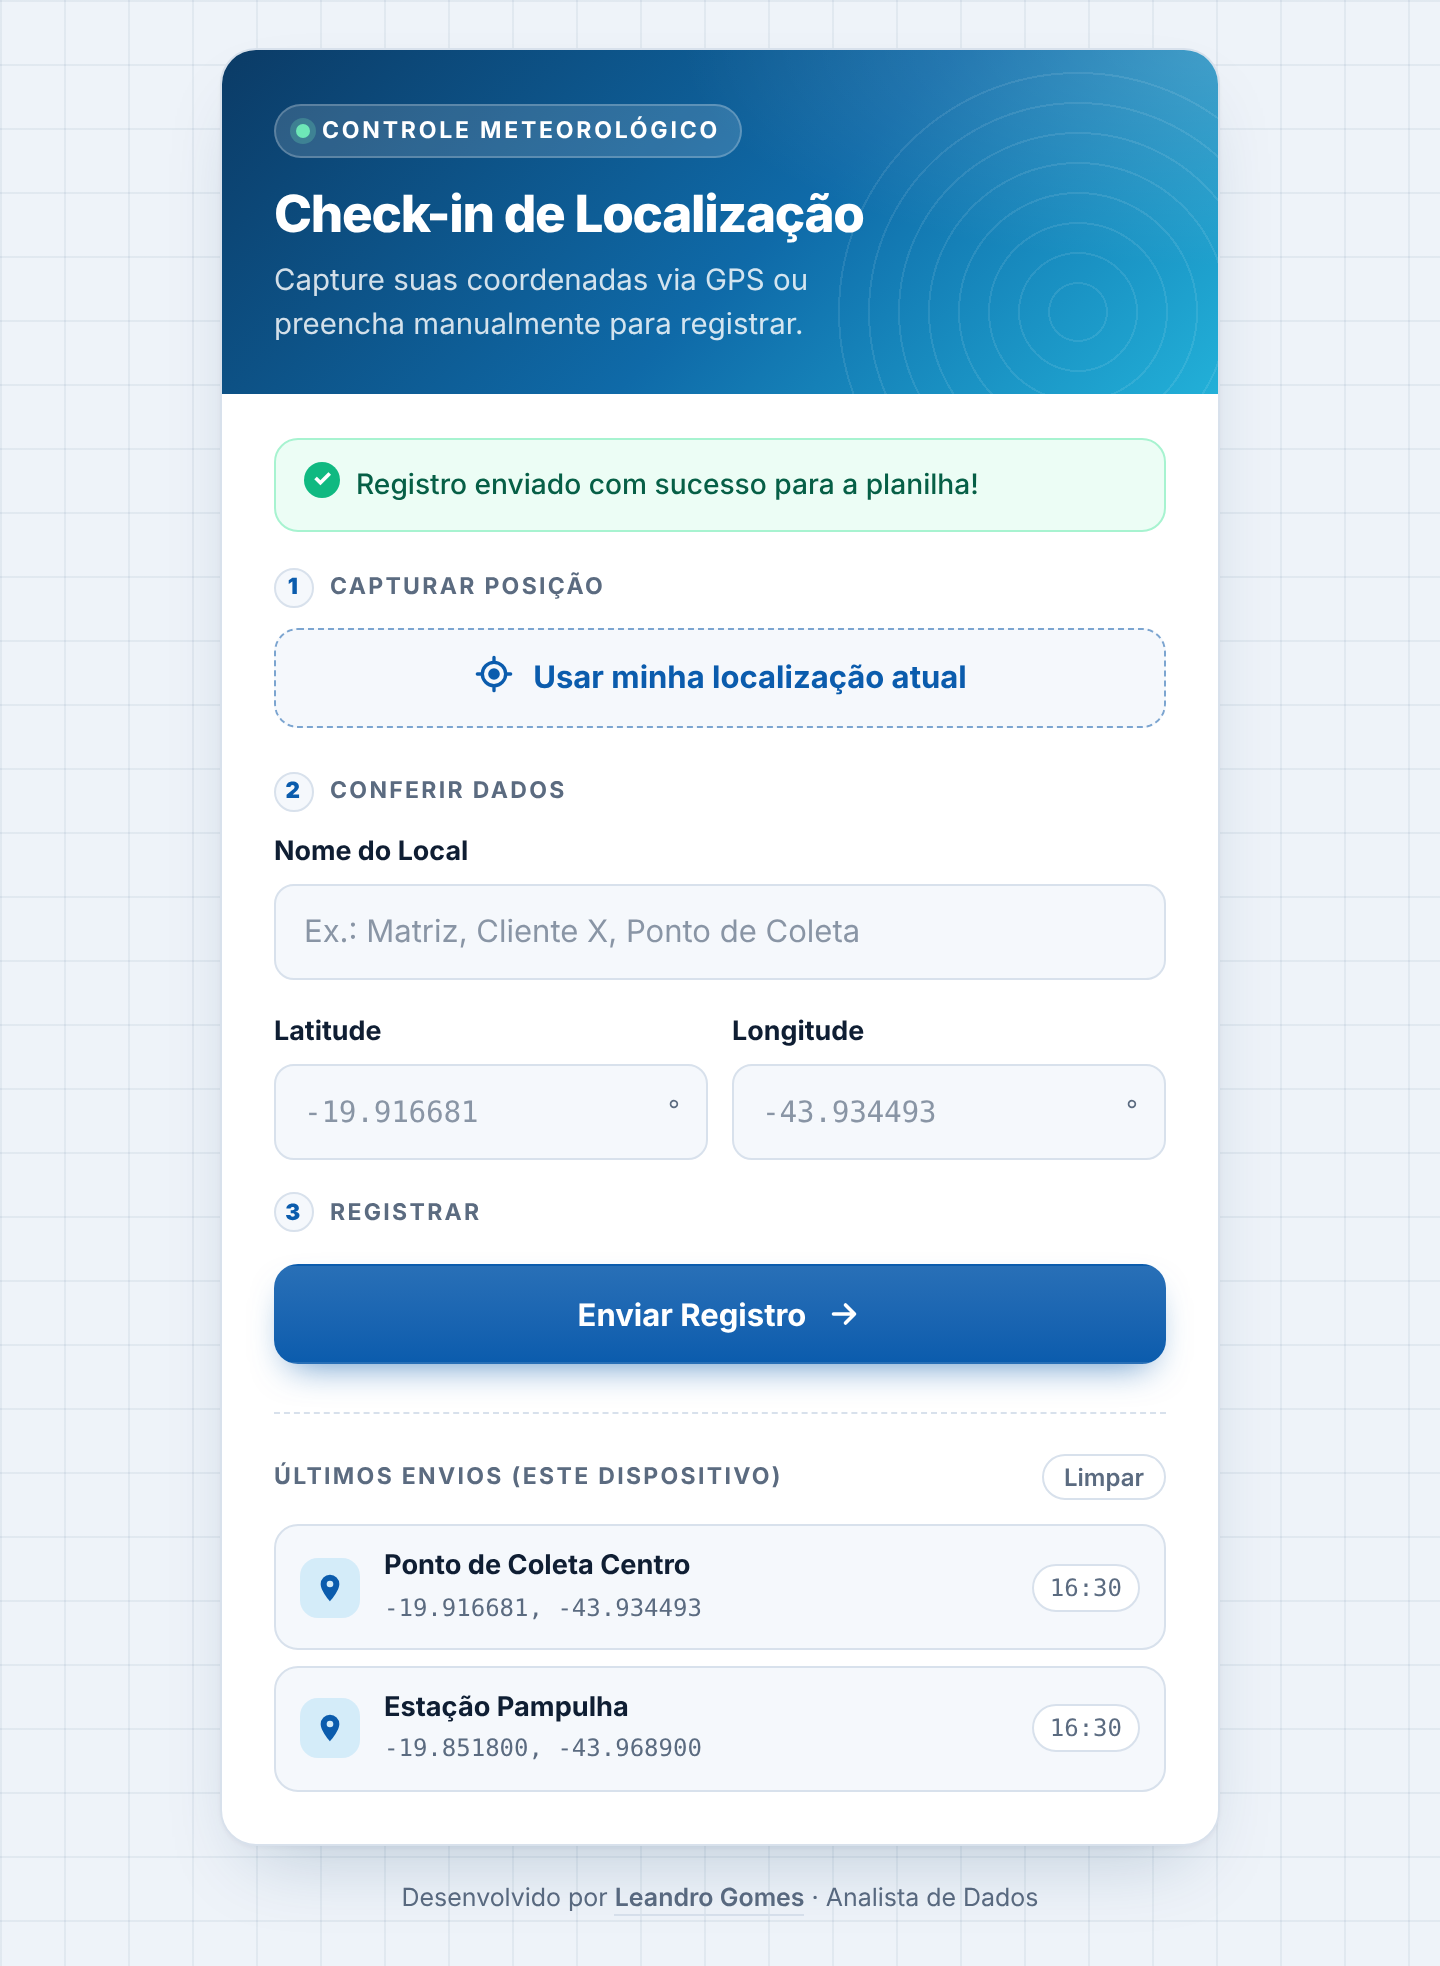 CONTROLE METEOROLÓGICO
Check-in de Localização
Capture suas coordenadas via GPS ou
preencha manualmente para registrar.
Registro enviado com sucesso para a planilha!
1 CAPTURAR POSIÇÃO
Usar minha localização atual
2 CONFERIR DADOS
Nome do Local
Ex.: Matriz, Cliente X, Ponto de Coleta
Latitude Longitude
-19.916681 ° -43.934493 °
3 REGISTRAR
Enviar Registro →
ÚLTIMOS ENVIOS (ESTE DISPOSITIVO) Limpar
Ponto de Coleta Centro
-19.916681, -43.934493 16:30
Estação Pampulha
-19.851800, -43.968900 16:30
Desenvolvido por Leandro Gomes · Analista de Dados